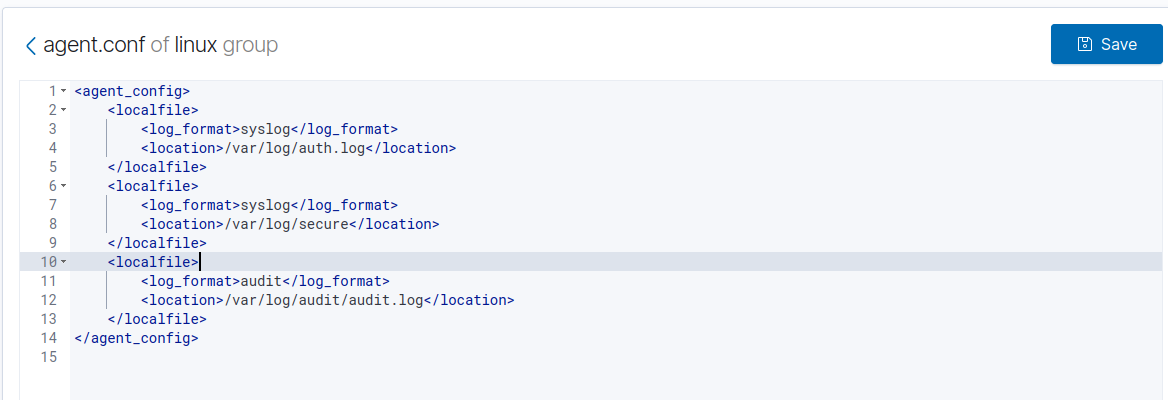 agent.conf of linux group
Save
1 <agent_config>
2 <localfile>
3 <log_format>syslog</log_format>
4 <location>/var/log/auth.log</location>
5 </localfile>
6 <localfile>
7 <log_format>syslog</log_format>
8 <location>/var/log/secure</location>
9 </localfile>
10 <localfile>
11 <log_format>audit</log_format>
12 <location>/var/log/audit/audit.log</location>
13 </localfile>
14 </agent_config>
15